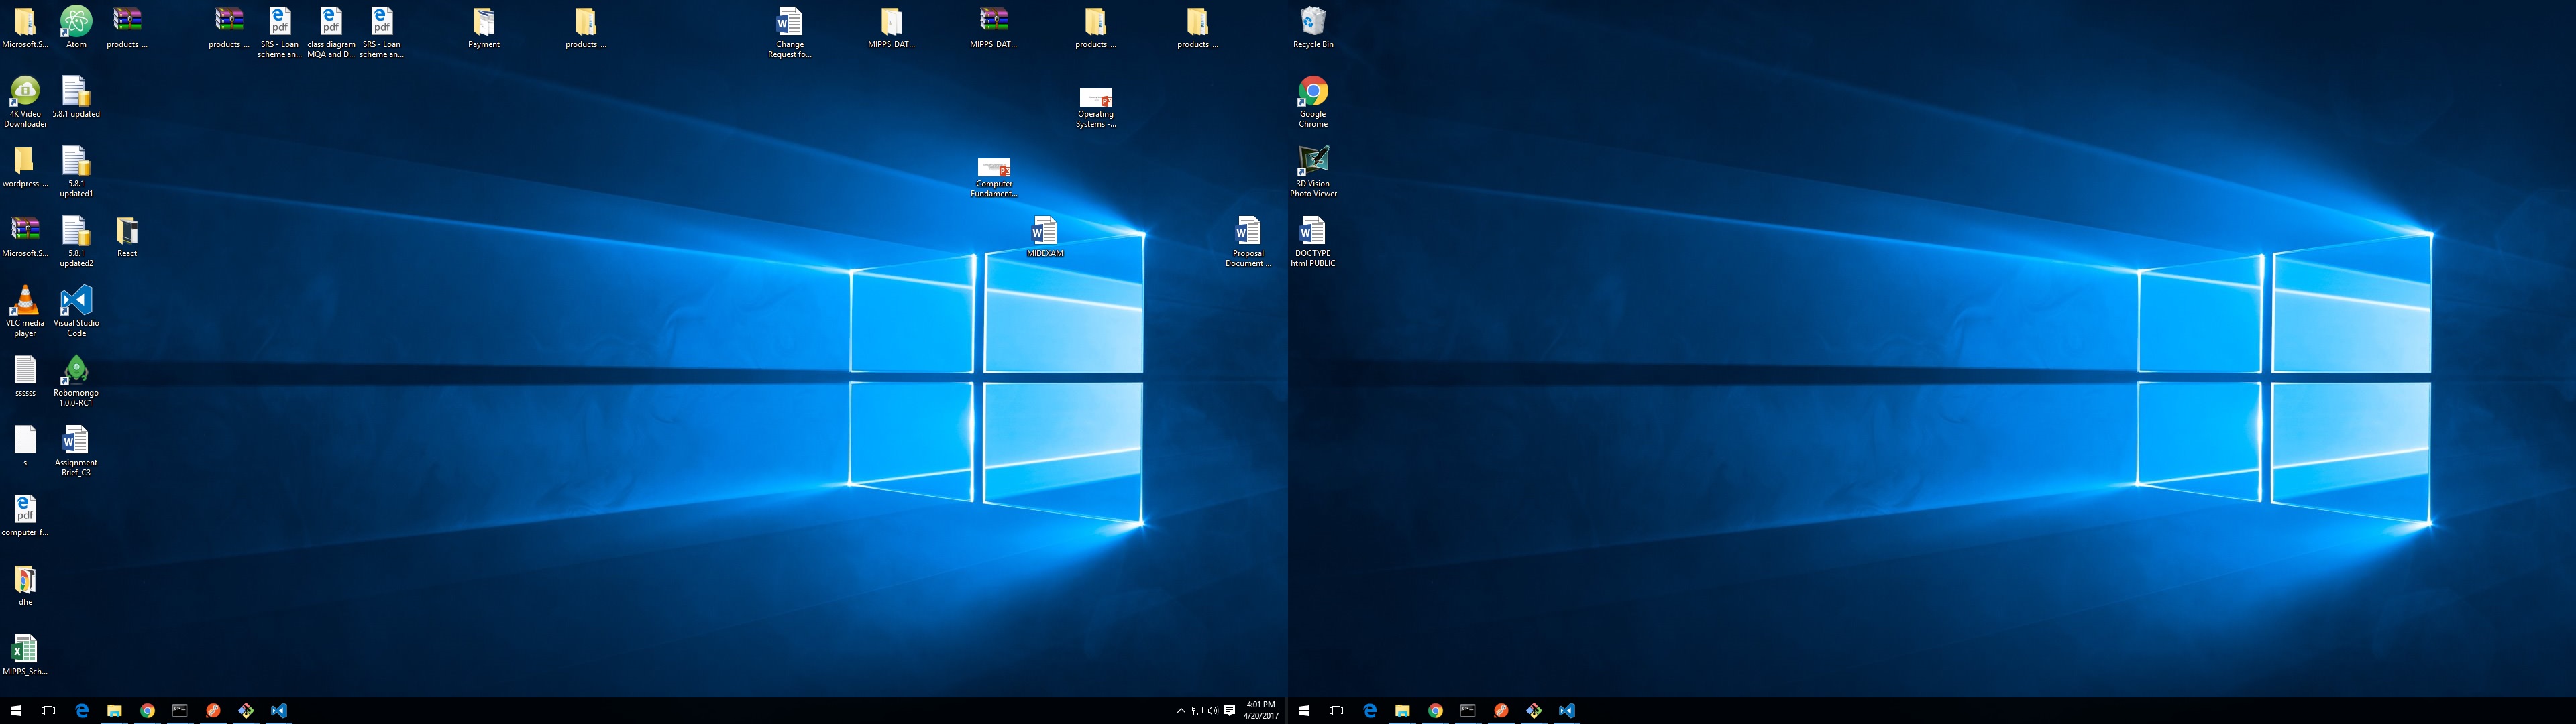 Microsoft.S...
Atom
products_...
products_...
SRS - Loan
scheme an...
class diagram
MQA and D...
SRS - Loan
scheme an...
Payment
products_...
Change
Request fo...
MIPPS_DAT...
MIPPS_DAT...
products_...
products_...
Recycle Bin
4K Video
Downloader
5.8.1 updated
Operating
Systems -...
Google
Chrome
wordpress-...
5.8.1
updated1
Computer
Fundament...
3D Vision
Photo Viewer
Microsoft.S...
5.8.1
updated2
React
MIDEXAM
Proposal
Document ...
DOCTYPE
html PUBLIC
VLC media
player
Visual Studio
Code
ssssss
Robomongo
1.0.0-RC1
s
Assignment
Brief_C3
pdf
computer_f...
dhe
MIPPS_Sch...
4:01 PM
4/20/2017